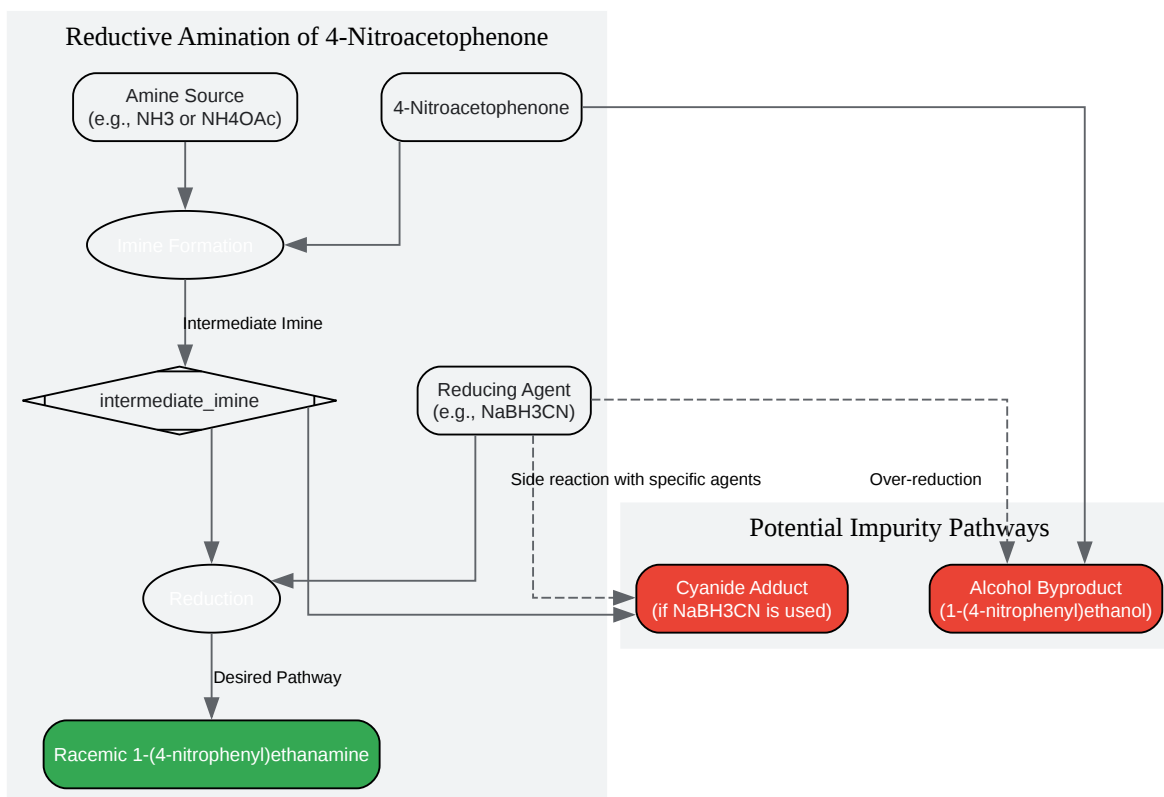 Reductive Amination of 4-Nitroacetophenone
Amine Source
(e.g., NH3 or NH4OAc)
4-Nitroacetophenone
Imine Formation
Intermediate Imine
intermediate_imine
Reducing Agent
(e.g., NaBH3CN)
Side reaction with specific agents
Over-reduction
Potential Impurity Pathways
Reduction
Cyanide Adduct
(if NaBH3CN is used)
Alcohol Byproduct
(1-(4-nitrophenyl)ethanol)
Desired Pathway
Racemic 1-(4-nitrophenyl)ethanamine